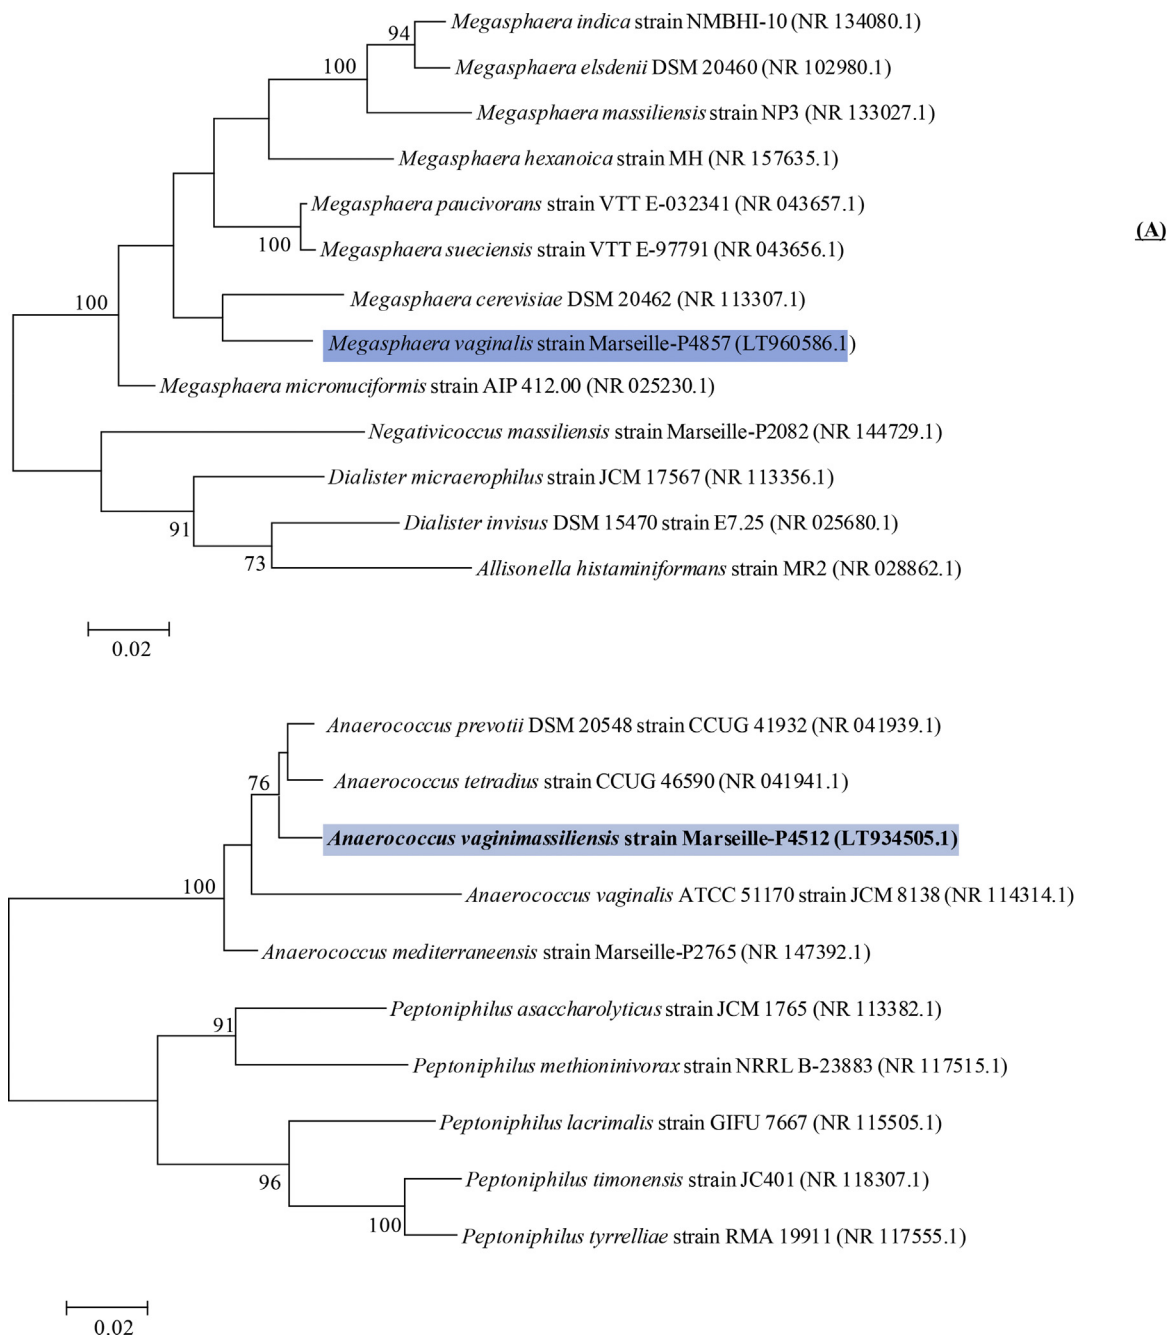 Megasphaera indica strain NMBHI-10 (NR 134080.1)
94
Megasphaera elsdenii DSM 20460 (NR 102980.1)
100
Megasphaera massiliensis strain NP3 (NR 133027.1)
Megasphaera hexanoica strain MH (NR 157635.1)
Megasphaera paucivorans strain VTT E-032341 (NR 043657.1)
(A)
100
Megasphaera sueciensis strain VTT E-97791 (NR 043656.1)
Megasphaera cerevisiae DSM 20462 (NR 113307.1)
100
Megasphaera vaginalis strain Marseille-P4857 (LT960586.1)
Megasphaera micronuciformis strain AIP 412.00 (NR 025230.1)
Negativicoccus massiliensis strain Marseille-P2082 (NR 144729.1)
Dialister micraerophilus strain JCM 17567 (NR 113356.1)
91
Dialister invisus DSM 15470 strain E7.25 (NR 025680.1)
73
Allisonella histaminiformans strain MR2 (NR 028862.1)
0.02
Anaerococcus prevotii DSM 20548 strain CCUG 41932 (NR 041939.1)
76
Anaerococcus tetradius strain CCUG 46590 (NR 041941.1)
Anaerococcus vaginimassiliensis strain Marseille-P4512 (LT934505.1)
100
Anaerococcus vaginalis ATCC 51170 strain JCM 8138 (NR 114314.1)
Anaerococcus mediterraneensis strain Marseille-P2765 (NR 147392.1)
Peptoniphilus asaccharolyticus strain JCM 1765 (NR 113382.1)
91
Peptoniphilus methioninivorax strain NRRL B-23883 (NR 117515.1)
Peptoniphilus lacrimalis strain GIFU 7667 (NR 115505.1)
96
Peptoniphilus timonensis strain JC401 (NR 118307.1)
100
Peptoniphilus tyrrelliae strain RMA 19911 (NR 117555.1)
0.02